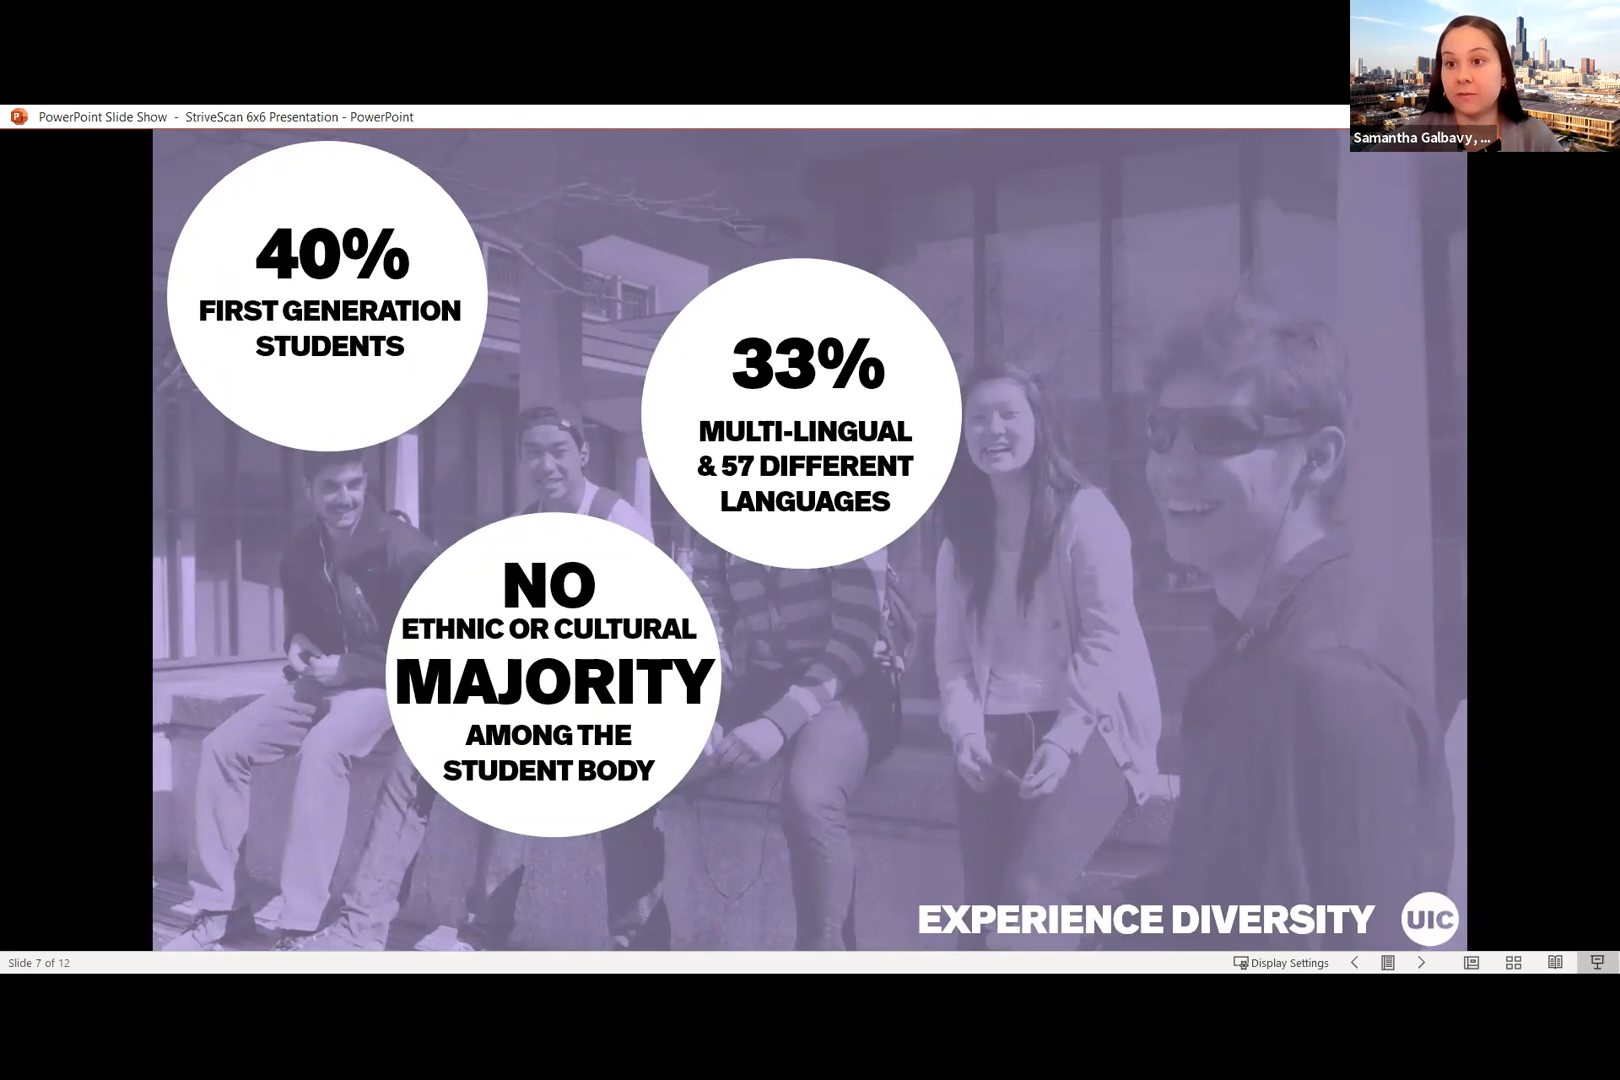 PowerPoint Slide Show - StriveScan 6x6 Presentation - PowerPoint
Samantha Galbavy, ...
40%
FIRST GENERATION
STUDENTS
33%
MULTI-LINGUAL
& 57 DIFFERENT
LANGUAGES
NO
ETHNIC OR CULTURAL
MAJORITY
AMONG THE
STUDENT BODY
EXPERIENCE DIVERSITY
UIC
Slide 7 of 12
Display Settings